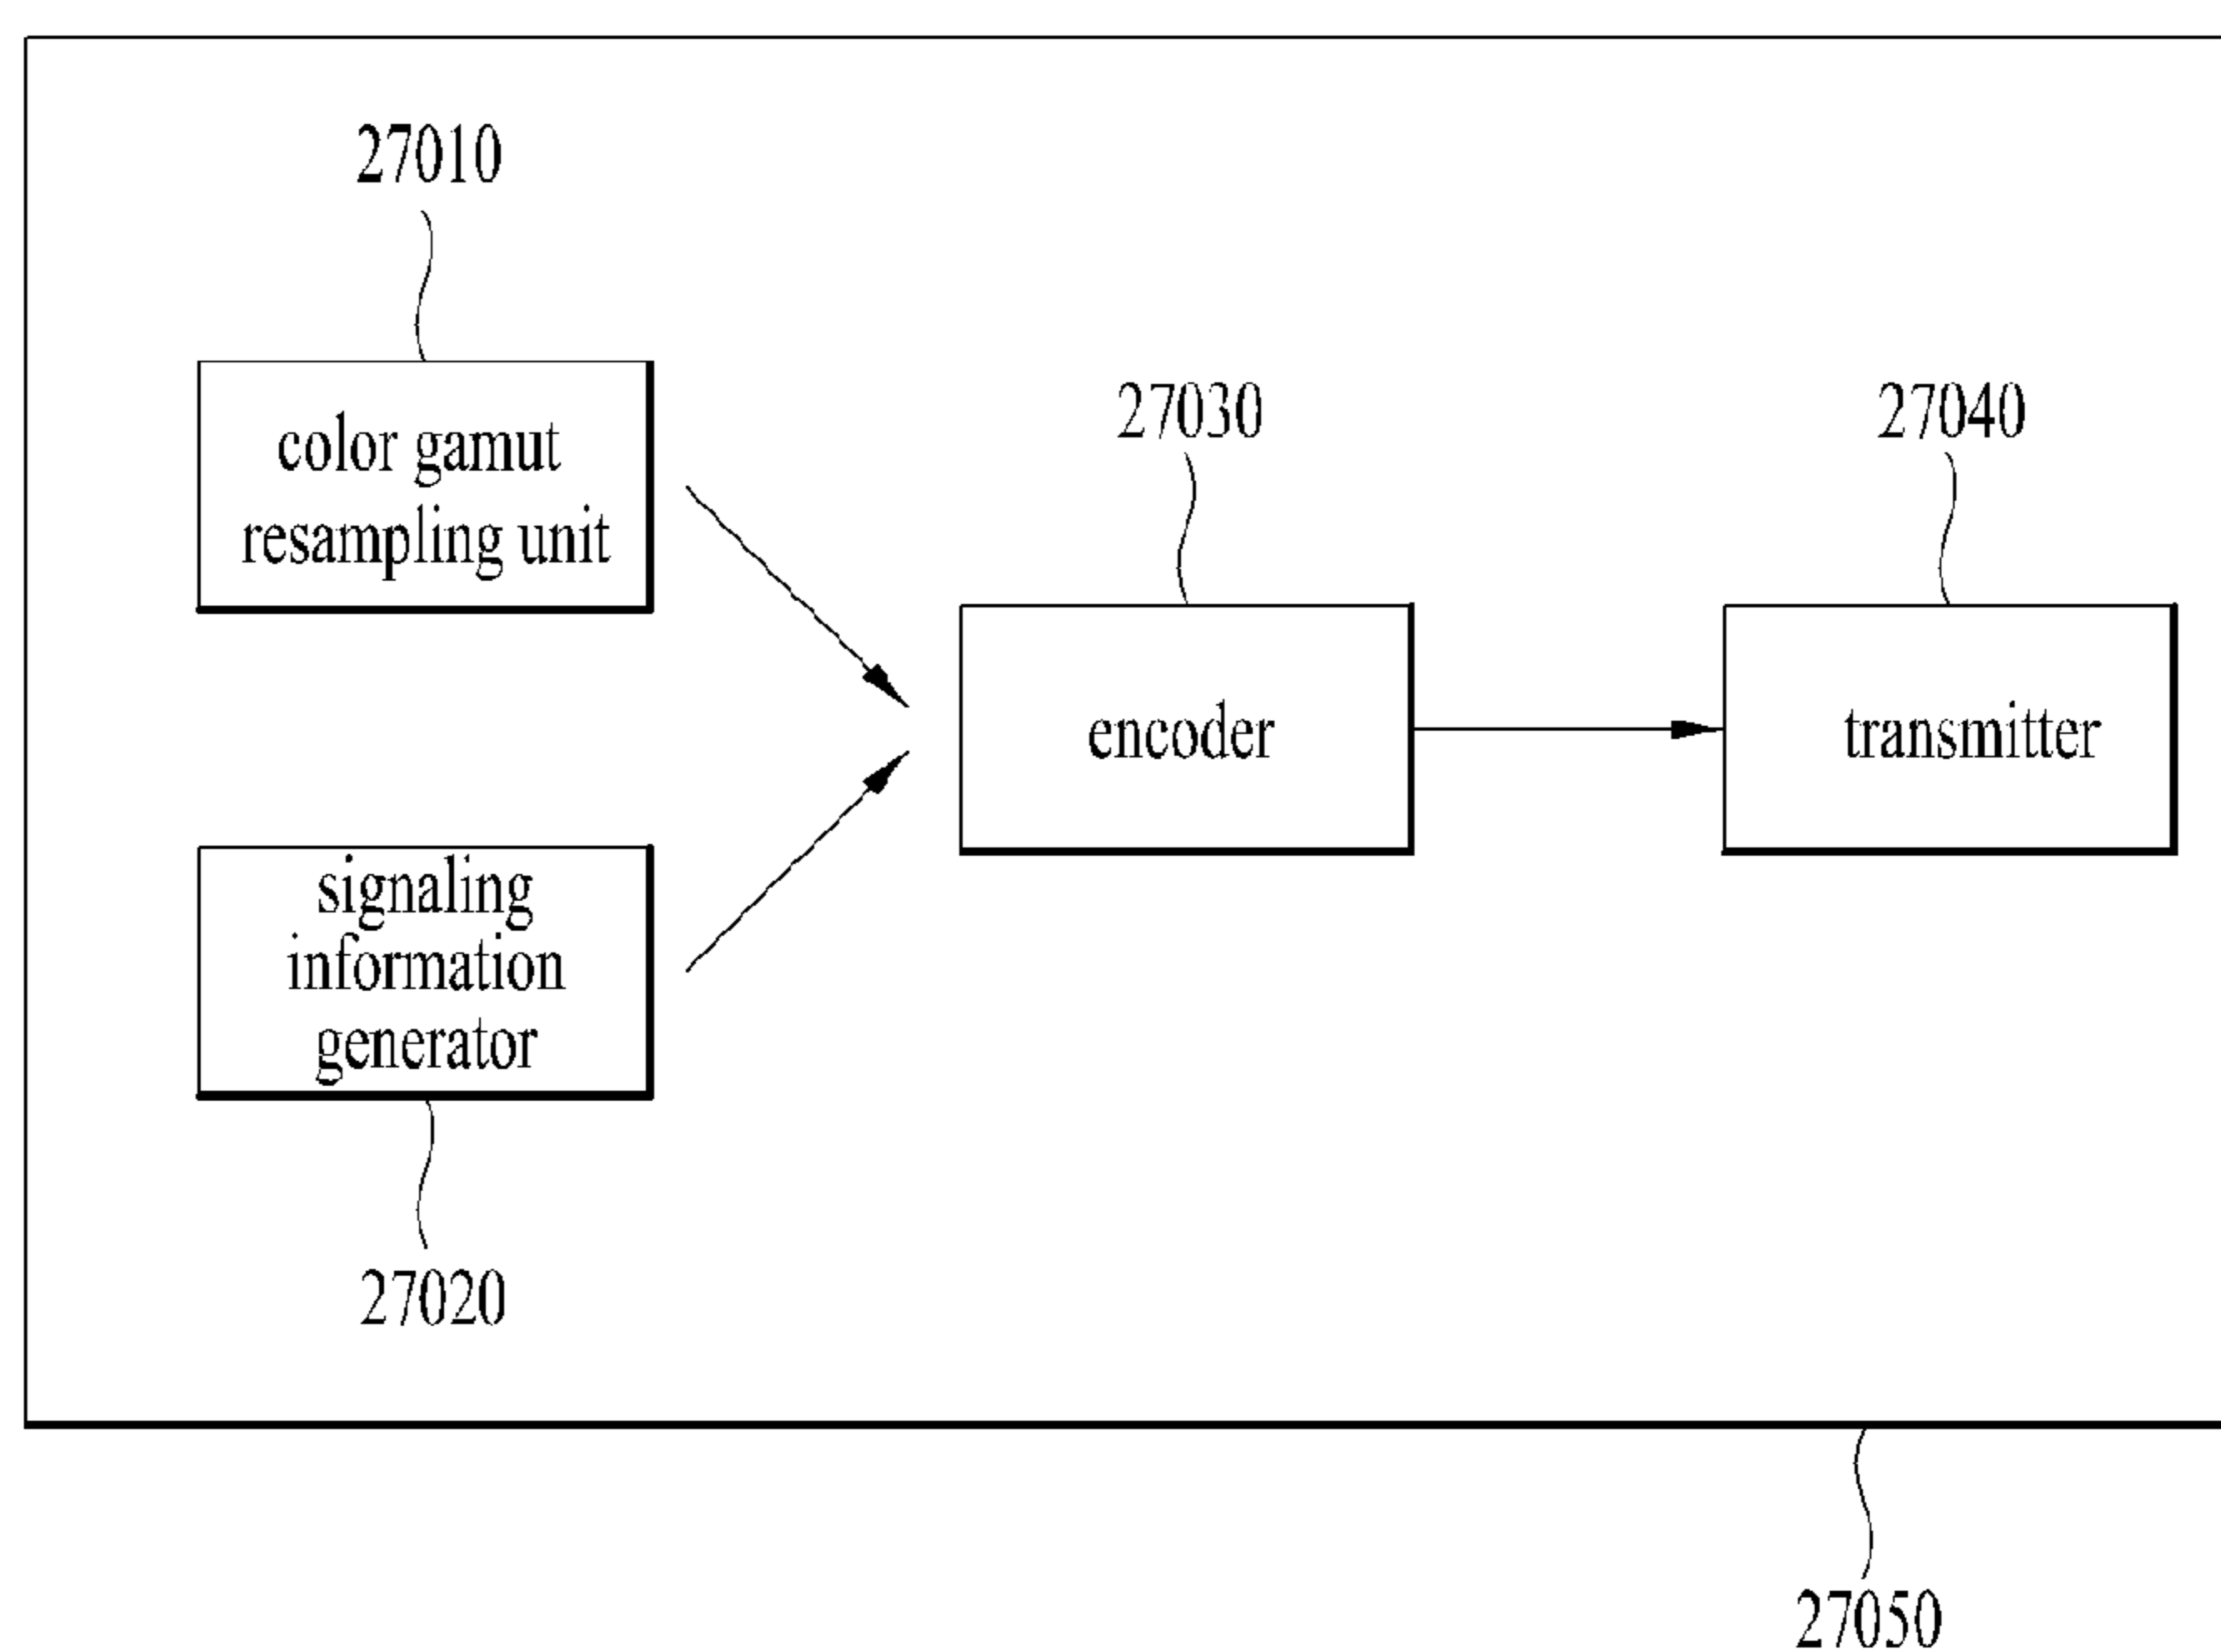 27010
color gamut
resampling unit
27030
27040
encoder
transmitter
signaling
information
generator
27020
27050